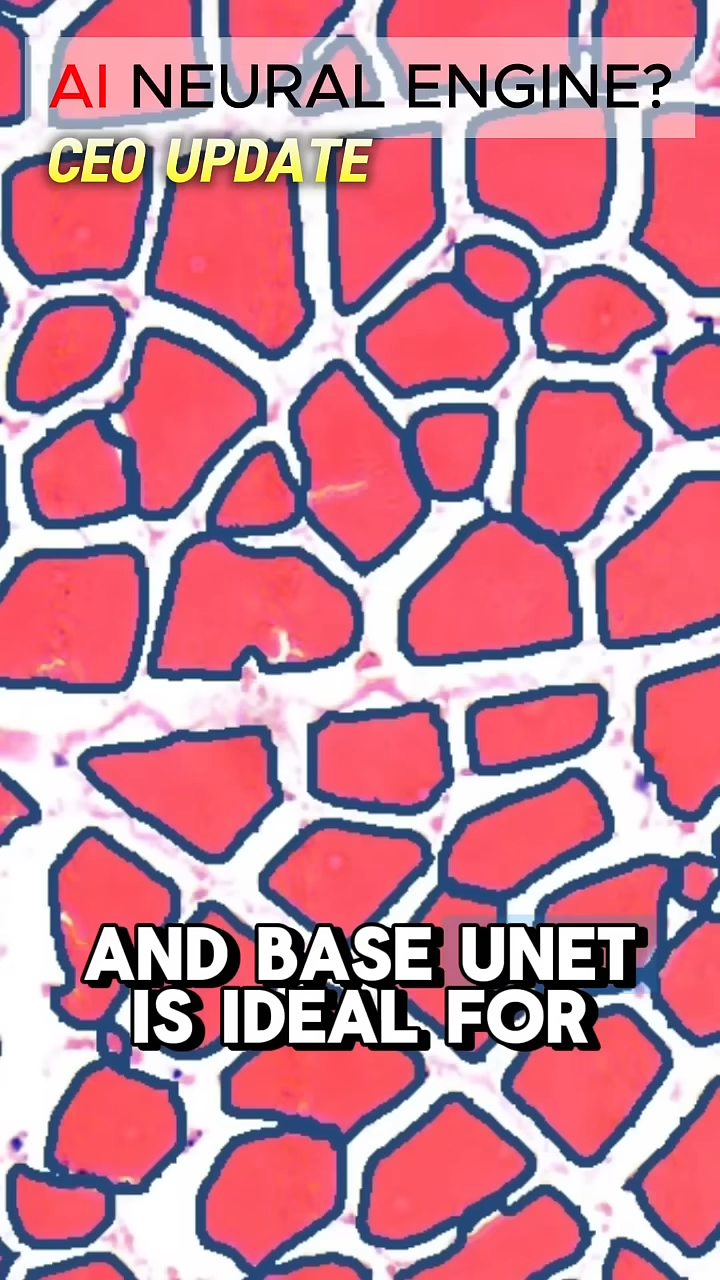 AI NEURAL ENGINE?
CEO UPDATE
AND BASE UNET
IS IDEAL FOR